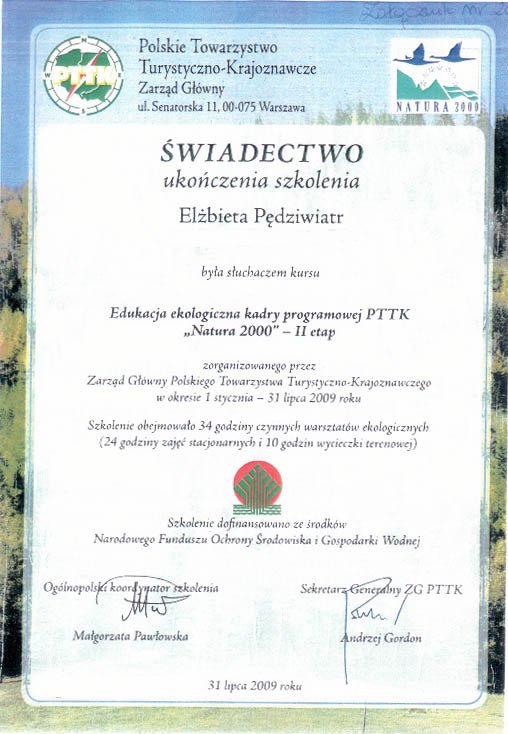 Załącznik Nr
PTTK
Polskie Towarzystwo
Turystyczno-Krajoznawcze
Zarząd Główny
ul. Senatorska 11, 00-075 Warszawa
NATURA 2000
ŚWIADECTWO
ukończenia szkolenia
Elżbieta Pędziwiatr
była słuchaczem kursu
Edukacja ekologiczna kadry programowej PTTK
„Natura 2000” – II etap
zorganizowanego przez
Zarząd Główny Polskiego Towarzystwa Turystyczno-Krajoznawczego
w okresie 1 stycznia – 31 lipca 2009 roku
Szkolenie obejmowało 34 godziny czynnych warsztatów ekologicznych
(24 godziny zajęć stacjonarnych i 10 godzin wycieczki terenowej)
Szkolenie dofinansowano ze środków
Narodowego Funduszu Ochrony Środowiska i Gospodarki Wodnej
Ogólnopolski koordynator szkolenia
Sekretarz Generalny ZG PTTK
Małgorzata Pawłowska
Andrzej Gordon
31 lipca 2009 roku